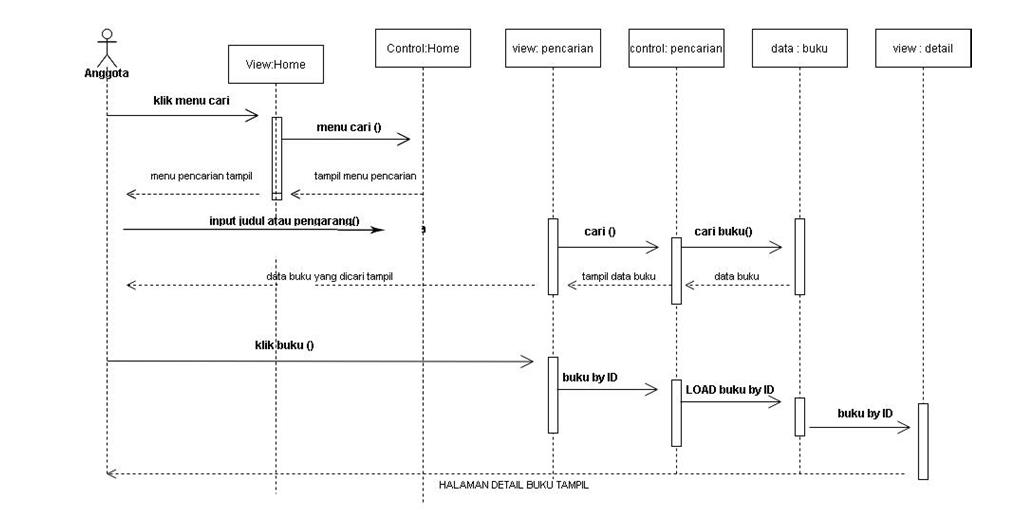 Anggota
View:Home
Control:Home
view: pencarian
control: pencarian
data : buku
view : detail
klik menu cari
menu cari ()
menu pencarian tampil
tampil menu pencarian
input judul atau pengarang()
cari ()
cari buku()
data buku yang dicari tampil
tampil data buku
data buku
klik buku ()
buku by ID
LOAD buku by ID
buku by ID
HALAMAN DETAIL BUKU TAMPIL